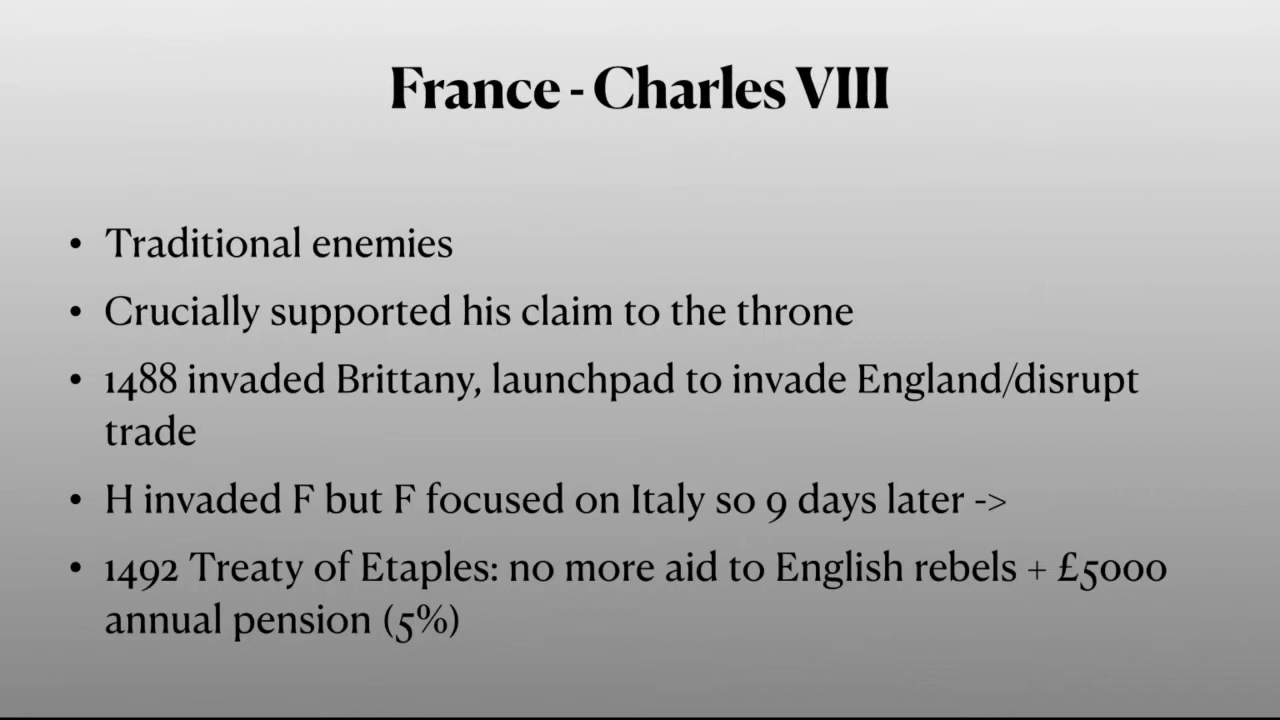 France - Charles VIII
• Traditional enemies
• Crucially supported his claim to the throne
• 1488 invaded Brittany, launchpad to invade England/disrupt
trade
• H invaded F but F focused on Italy so 9 days later ->
• 1492 Treaty of Etaples: no more aid to English rebels + £5000
annual pension (5%)